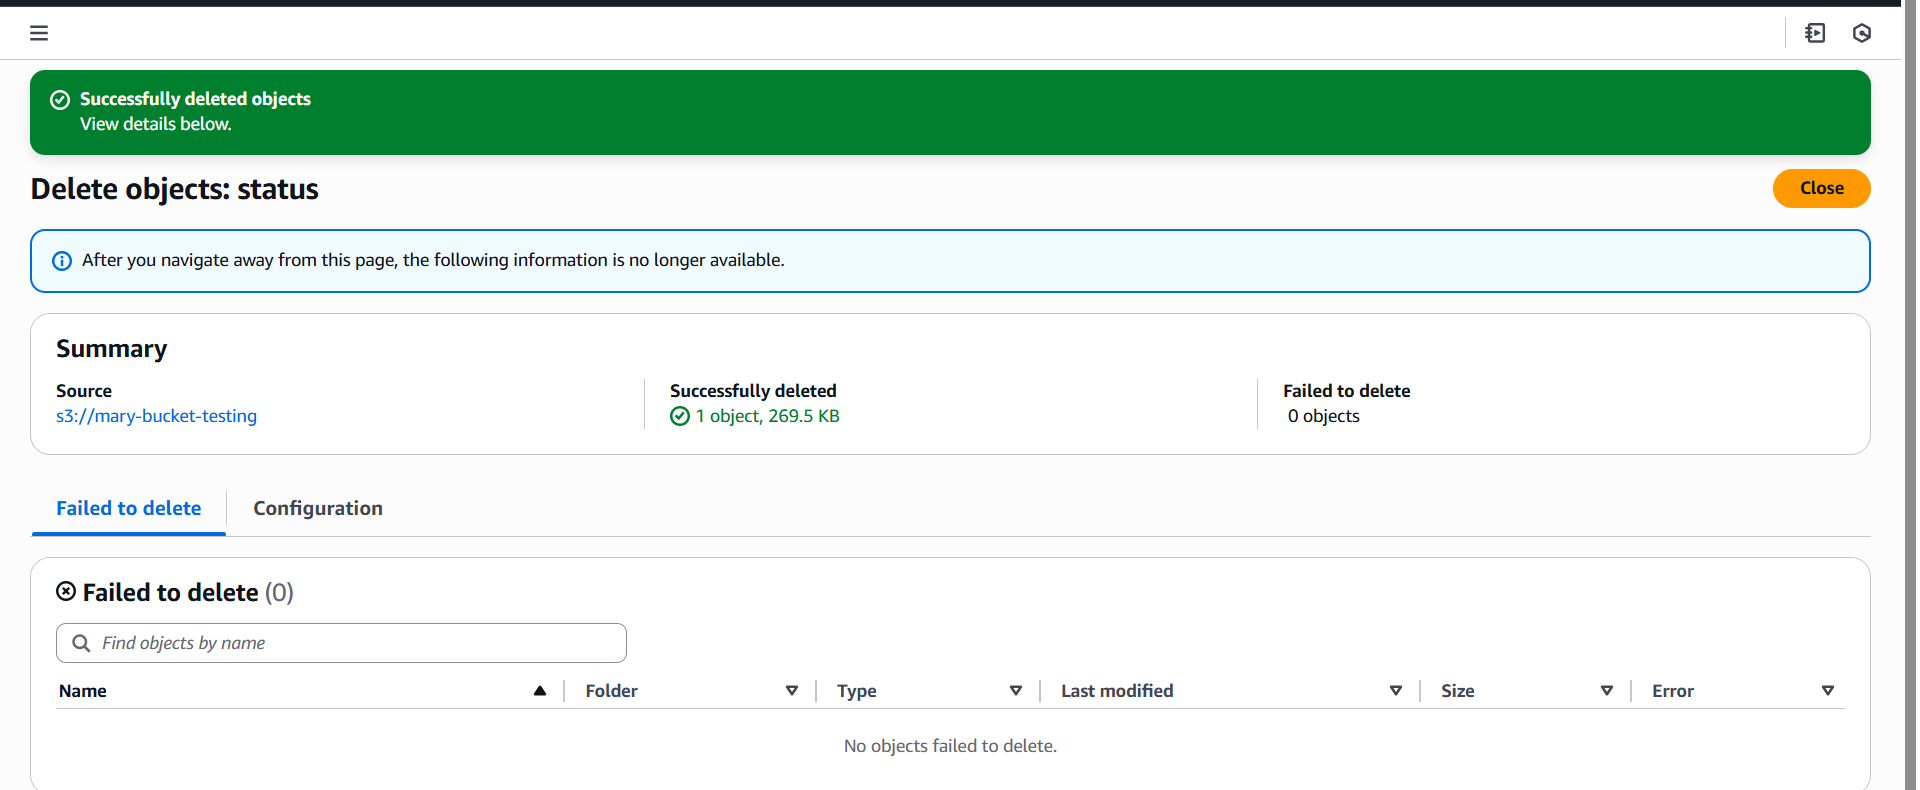 Successfully deleted objects
View details below.
Delete objects: status
Close
After you navigate away from this page, the following information is no longer available.
Summary
Source
s3://mary-bucket-testing
Successfully deleted
1 object, 269.5 KB
Failed to delete
0 objects
Failed to delete
Configuration
Failed to delete (0)
Find objects by name
Name
Folder
Type
Last modified
Size
Error
No objects failed to delete.